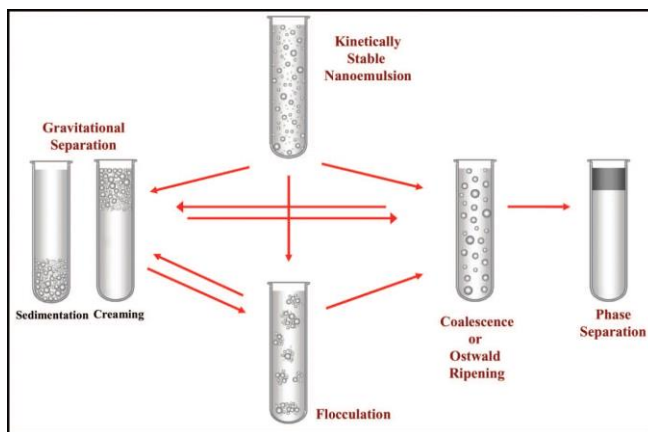 Kinetically
Stable
Nanoemulsion
Gravitational
Separation
Sedimentation
Creaming
Flocculation
Coalescence
or
Ostwald
Ripening
Phase
Separation